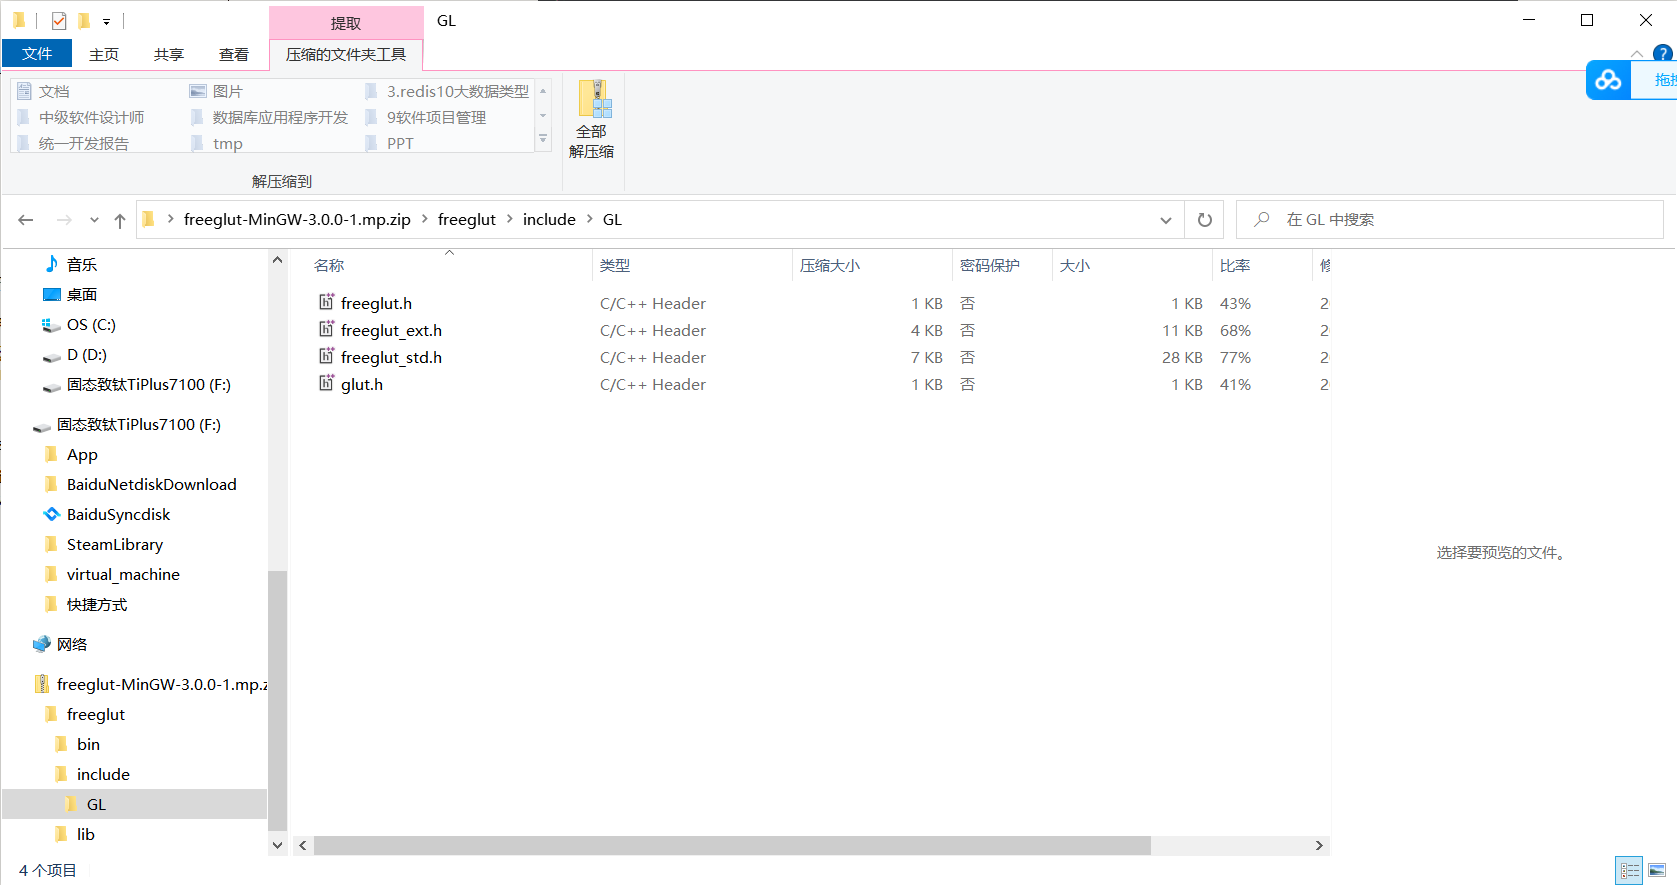 提取
GL
文件 主页 共享 查看 压缩的文件夹工具
拖拽
文档 图片 3.redis10大数据类型
中级软件设计师 数据库应用程序开发 9软件项目管理
统一开发报告 tmp PPT
全部
解压缩
解压缩到
freeglut-MinGW-3.0.0-1.mp.zip freeglut include GL
在 GL 中搜索
音乐
桌面
OS (C:)
D (D:)
固态致钛TiPlus7100 (F:)
固态致钛TiPlus7100 (F:)
App
BaiduNetdiskDownload
BaiduSyncdisk
SteamLibrary
virtual_machine
快捷方式
网络
freeglut-MinGW-3.0.0-1.mp.z
freeglut
bin
include
GL
lib
名称 类型 压缩大小 密码保护 大小 比率 修
freeglut.h C/C++ Header 1 KB 否 1 KB 43% 2
freeglut_ext.h C/C++ Header 4 KB 否 11 KB 68% 2
freeglut_std.h C/C++ Header 7 KB 否 28 KB 77% 2
glut.h C/C++ Header 1 KB 否 1 KB 41% 2
选择要预览的文件。
4 个项目